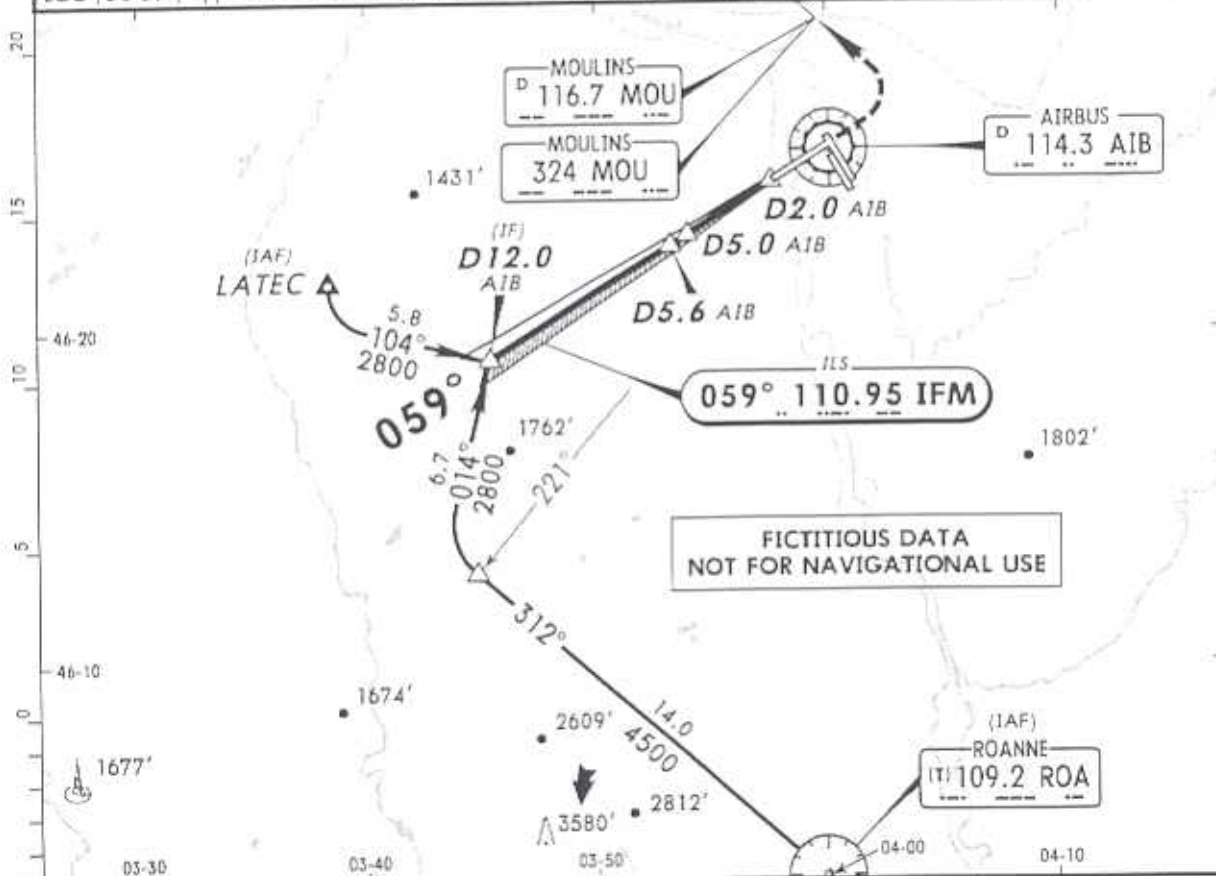 20
MOULINS
D 116.7 MOU
MOULINS
324 MOU
AIRBUS
D 114.3 AIB
1431'
15
D2.0 AIB
(IF)
D12.0
AIB
D5.0 AIB
(IAF)
LATEC
D5.6 AIB
5.8
104°
2800
46-20
10
ILS
059° 110.95 IFM
059°
1762'
1802'
6.7
014°
2800
221°
FICTITIOUS DATA
NOT FOR NAVIGATIONAL USE
5
312°
46-10
1674'
0
2609'
14.0
4500
(IAF)
ROANNE
(T) 109.2 ROA
1677'
2812'
3580'
03-30
03-40
03-50
04-00
04-10